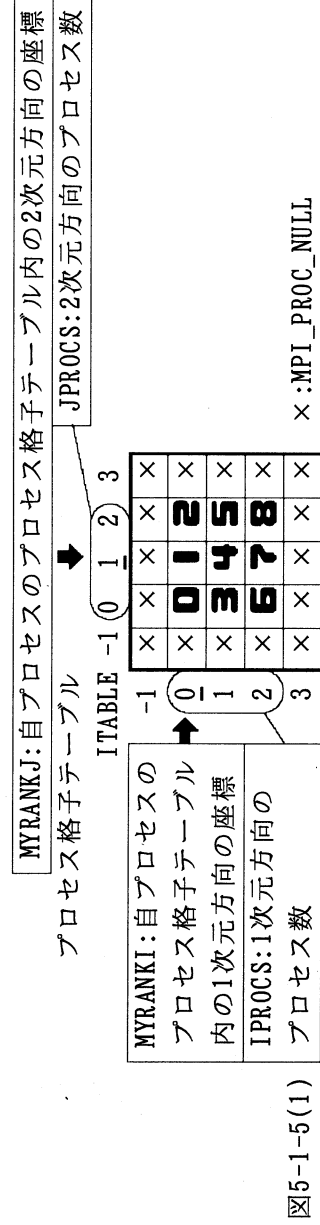 MYRANKJ:自プロセスのプロセス格子テーブル内の2次元方向の座標
JPROCS:2次元方向のプロセス数
プロセス格子テーブル
ITABLE -1 0 1 2 3
-1 × × × × ×
0 × 0 1 2 ×
1 × 3 4 5 ×
2 × 6 7 8 ×
3 × × × × ×
MYRANKI:自プロセスの
プロセス格子テーブル
内の1次元方向の座標
IPROCS:1次元方向の
プロセス数
×:MPI_PROC_NULL
図5-1-5(1)